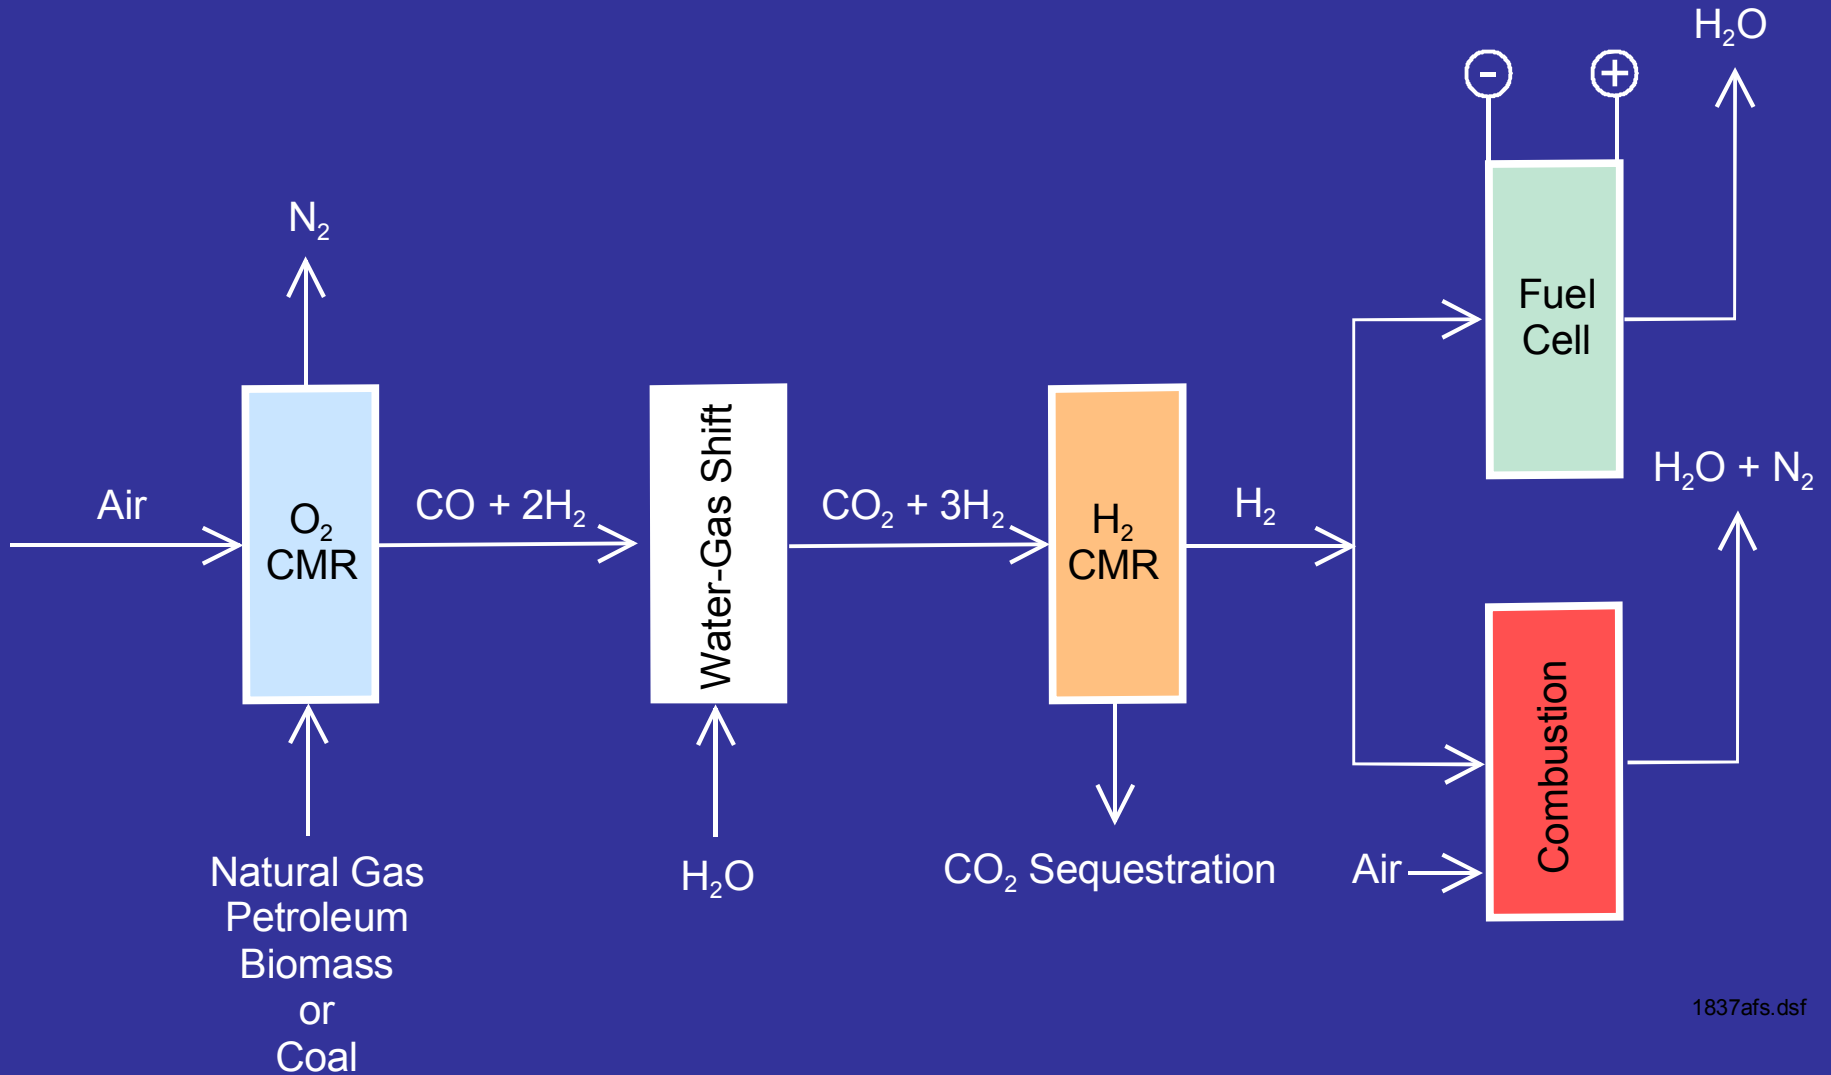 H₂O
- +
N₂
Fuel
Cell
H₂O + N₂
Air
O₂
CMR
CO + 2H₂
Water-Gas Shift
CO₂ + 3H₂
H₂
CMR
H₂
Combustion
Natural Gas
Petroleum
Biomass
or
Coal
H₂O
CO₂ Sequestration
Air
1837afs.dsf